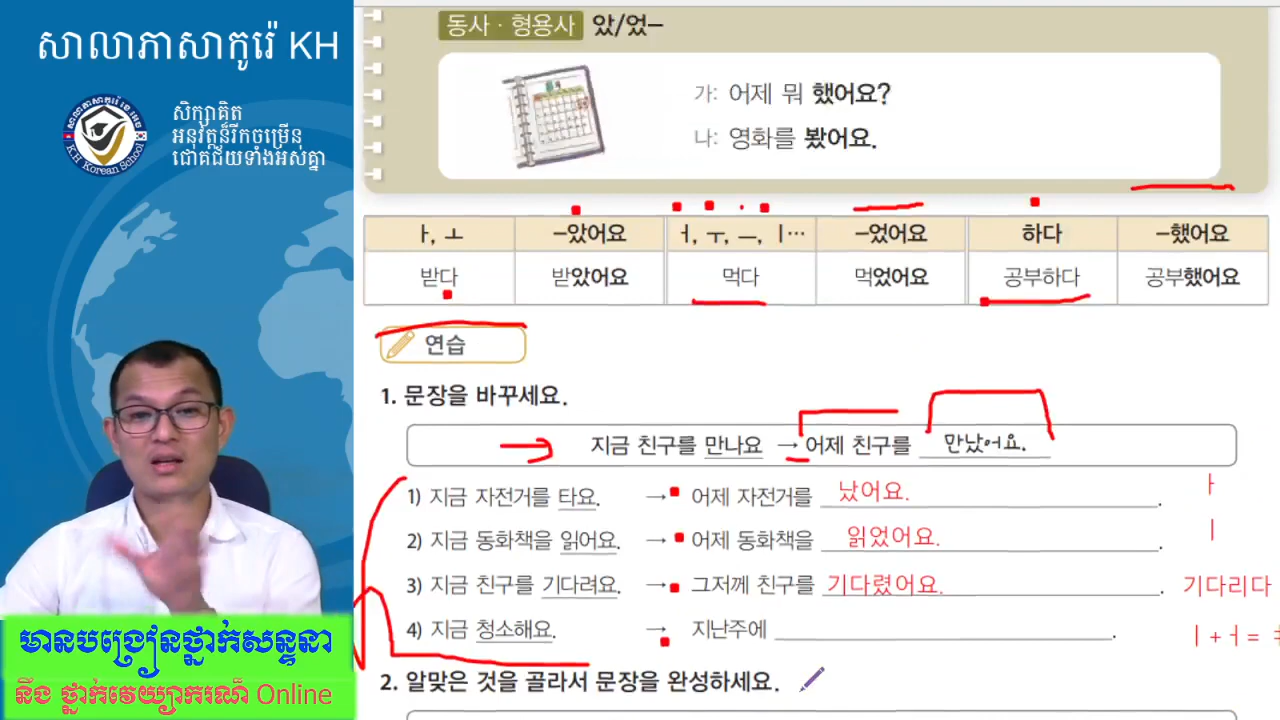 សាលាភាសាកូរ៉េ KH
K.H Korean School
សិក្សាគិត
អនុវត្តន៍រីកចម្រើន
ជោគជ័យទាំងអស់គ្នា
មានបង្រៀនថ្នាក់សន្ទនា
នឹង ថ្នាក់វេយ្យាករណ៍ Online
동사 · 형용사 았/었–
가: 어제 뭐 했어요?
나: 영화를 봤어요.
ㅏ, ㅗ –았어요 ㅓ, ㅜ, ㅡ, ㅣ··· –었어요 하다 –했어요
받다 받았어요 먹다 먹었어요 공부하다 공부했어요
연습
1. 문장을 바꾸세요.
지금 친구를 만나요 → 어제 친구를 만났어요.
1) 지금 자전거를 타요. → 어제 자전거를 났어요. . ㅏ
2) 지금 동화책을 읽어요. → 어제 동화책을 읽었어요. . ㅣ
3) 지금 친구를 기다려요. → 그저께 친구를 기다렸어요. . 기다리다
4) 지금 청소해요. → 지난주에 . ㅣ+ㅓ= ㅕ
2. 알맞은 것을 골라서 문장을 완성하세요.